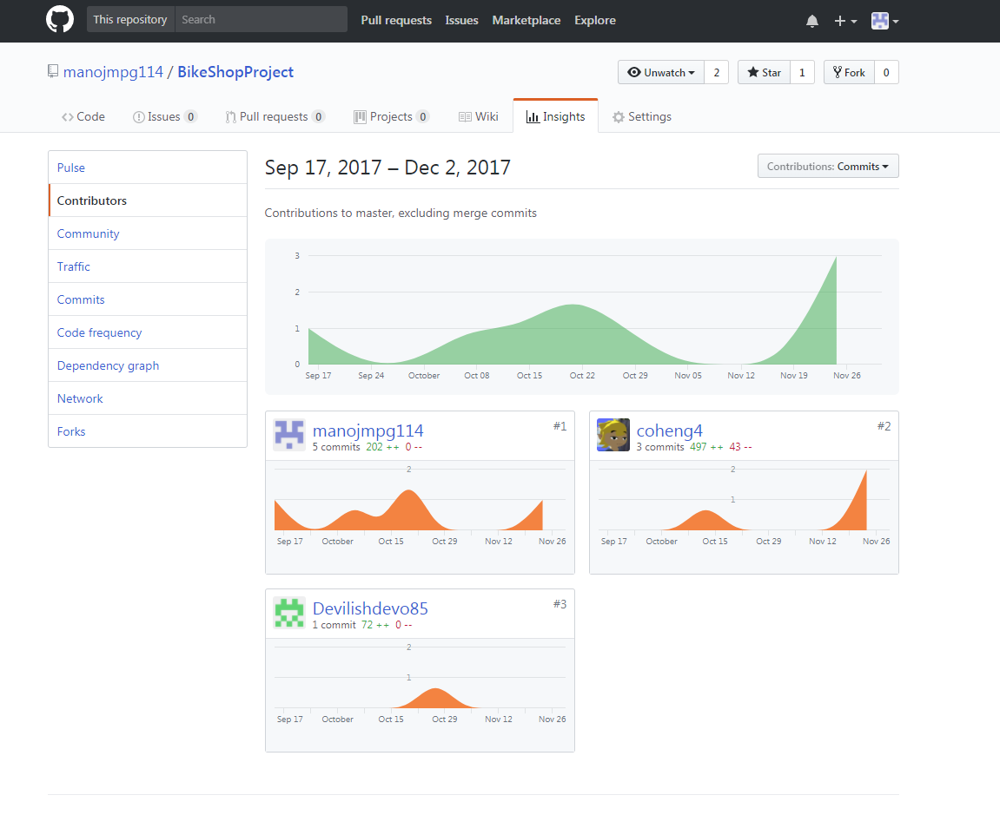 This repository Search Pull requests Issues Marketplace Explore
manojmpg114 / BikeShopProject Unwatch 2 Star 1 Fork 0
Code Issues 0 Pull requests 0 Projects 0 Wiki Insights Settings
Pulse
Contributors
Community
Traffic
Commits
Code frequency
Dependency graph
Network
Forks
Sep 17, 2017 – Dec 2, 2017 Contributions: Commits
Contributions to master, excluding merge commits
3
2
1
0
Sep 17 Sep 24 October Oct 08 Oct 15 Oct 22 Oct 29 Nov 05 Nov 12 Nov 19 Nov 26
manojmpg114 #1
5 commits 202 ++ 0 --
2
Sep 17 October Oct 15 Oct 29 Nov 12 Nov 26
coheng4 #2
3 commits 497 ++ 43 --
2
1
Sep 17 October Oct 15 Oct 29 Nov 12 Nov 26
Devilishdevo85 #3
1 commit 72 ++ 0 --
2
1
Sep 17 October Oct 15 Oct 29 Nov 12 Nov 26